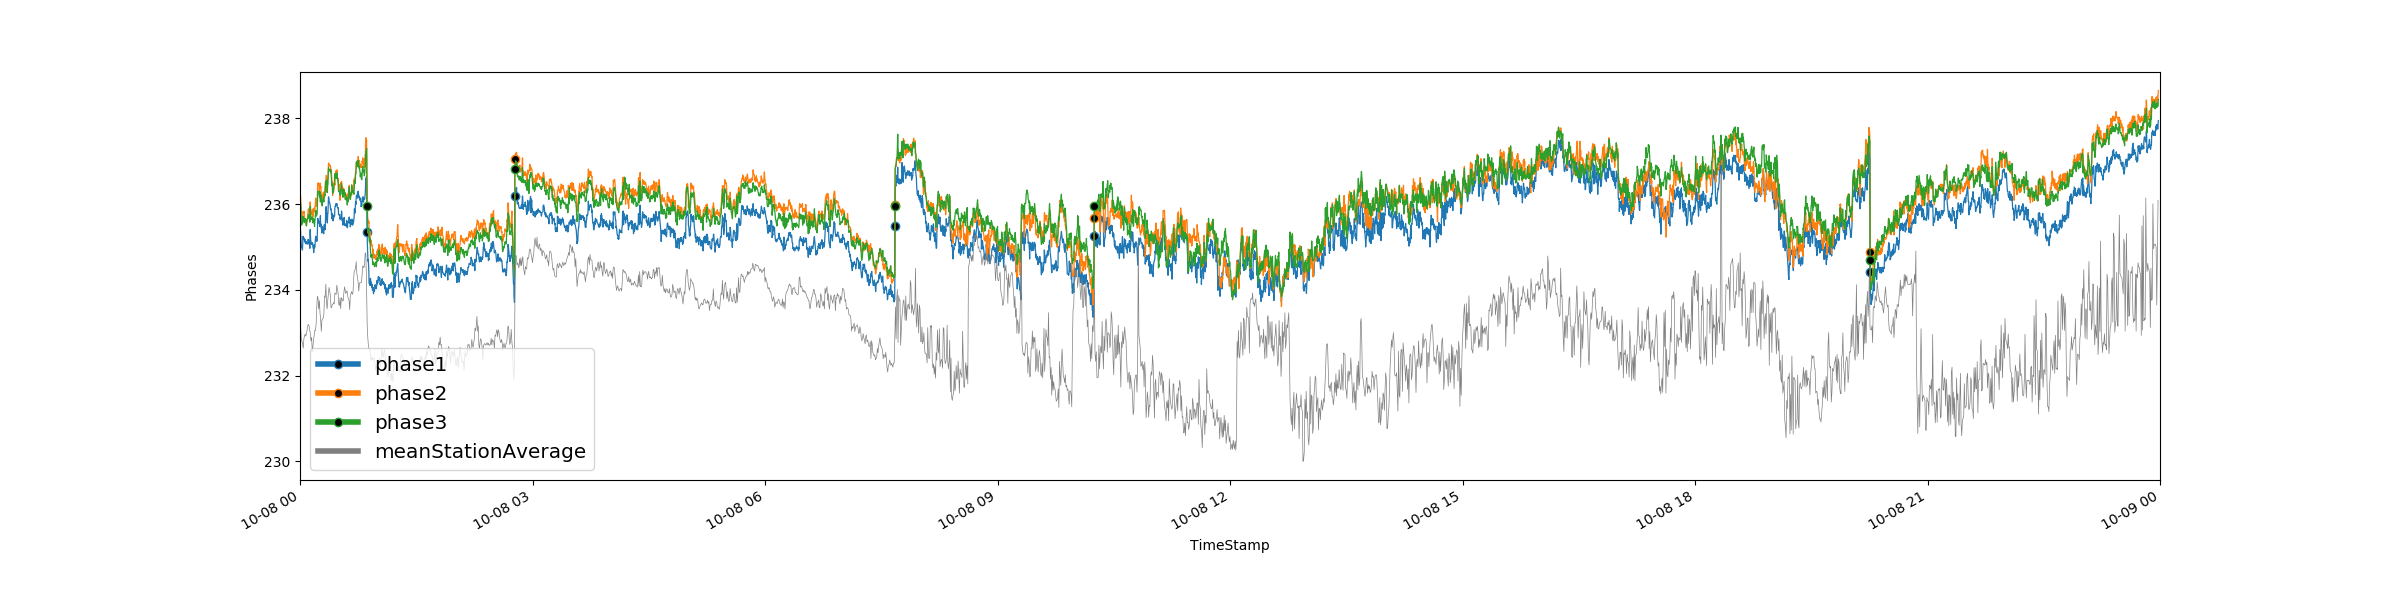 238
236
234
232
230
Phases
phase1
phase2
phase3
meanStationAverage
10-08 00
10-08 03
10-08 06
10-08 09
10-08 12
10-08 15
10-08 18
10-08 21
10-09 00
TimeStamp